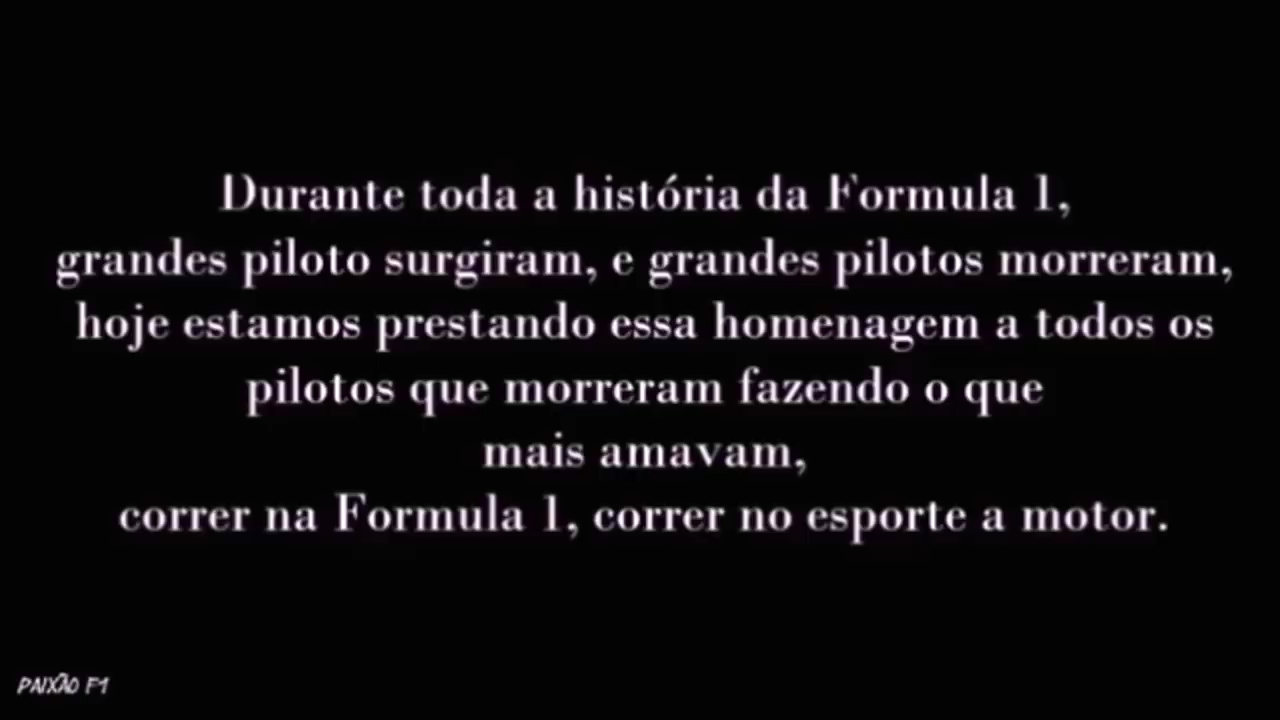 Durante toda a história da Formula 1,
grandes piloto surgiram, e grandes pilotos morreram,
hoje estamos prestando essa homenagem a todos os
pilotos que morreram fazendo o que
mais amavam,
correr na Formula 1, correr no esporte a motor.
PAIXÃO F1